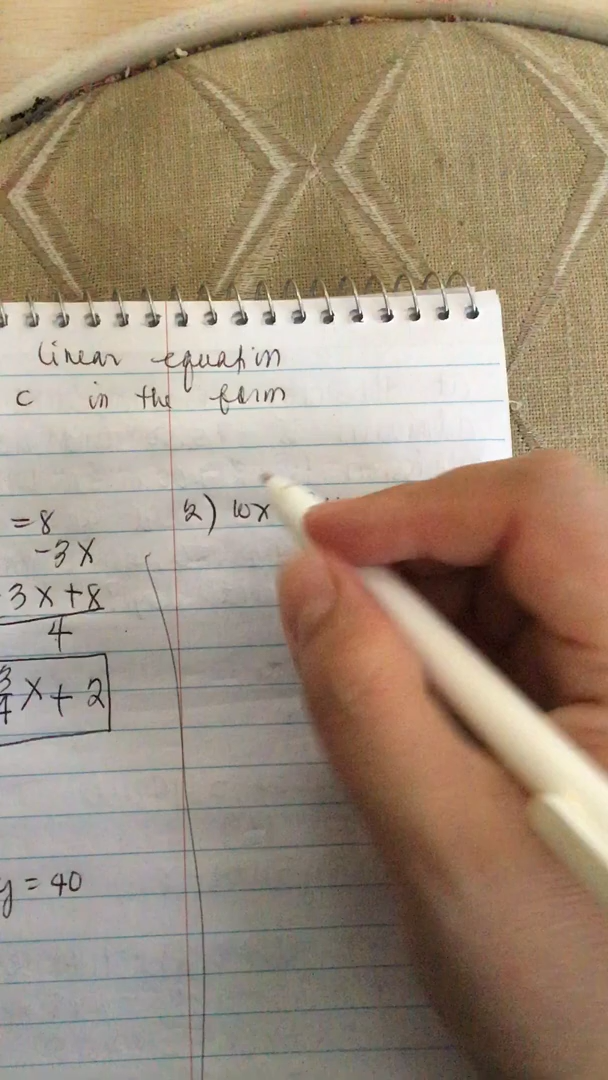 linear equation
c in the form
= 8
-3x
3x + 8
4
3
4 x + 2
2) 10x
y = 40